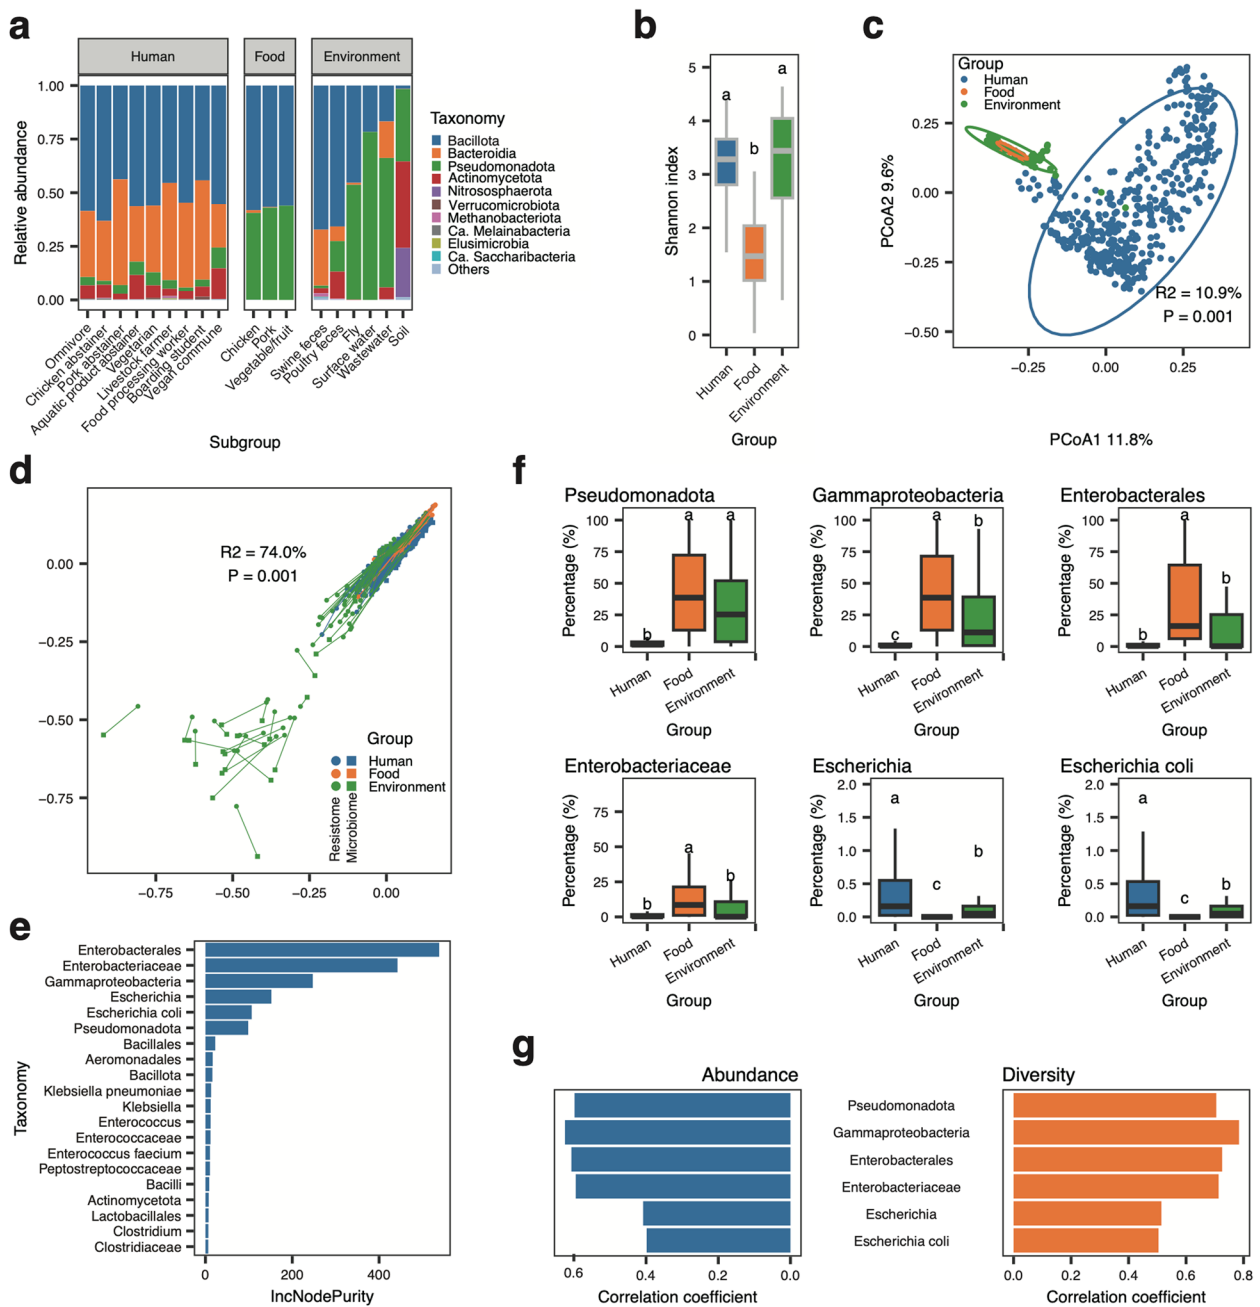 a
Human
Food
Environment
1.00
0.75
0.50
0.25
0.00
Relative abundance
Omnivore
Chicken abstainer
Pork abstainer
Aquatic product abstainer
Vegetarian
Livestock farmer
Food processing worker
Boarding student
Vegan commune
Chicken
Pork
Vegetable/fruit
Swine feces
Poultry feces
Fly
Surface water
Wastewater
Soil
Subgroup
Taxonomy
Bacillota
Bacteroidia
Pseudomonadota
Actinomycetota
Nitrososphaerota
Verrucomicrobiota
Methanobacteriota
Ca. Melainabacteria
Elusimicrobia
Ca. Saccharibacteria
Others
b
5
4
3
2
1
0
Shannon index
a
b
a
Human
Food
Environment
Group
c
Group
Human
Food
Environment
0.25
0.00
−0.25
−0.50
PCoA2 9.6%
R2 = 10.9%
P = 0.001
−0.25
0.00
0.25
PCoA1 11.8%
d
0.00
−0.25
−0.50
−0.75
R2 = 74.0%
P = 0.001
Group
Human
Food
Environment
Resistome
Microbiome
−0.75
−0.50
−0.25
0.00
e
Taxonomy
Enterobacterales
Enterobacteriaceae
Gammaproteobacteria
Escherichia
Escherichia coli
Pseudomonadota
Bacillales
Aeromonadales
Bacillota
Klebsiella pneumoniae
Klebsiella
Enterococcus
Enterococcaceae
Enterococcus faecium
Peptostreptococcaceae
Bacilli
Actinomycetota
Lactobacillales
Clostridium
Clostridiaceae
0
200
400
IncNodePurity
f
Pseudomonadota
100
75
50
25
0
Percentage (%)
b
a
a
Human
Food
Environment
Group
Gammaproteobacteria
100
75
50
25
0
Percentage (%)
c
a
b
Human
Food
Environment
Group
Enterobacterales
100
75
50
25
0
Percentage (%)
b
a
b
Human
Food
Environment
Group
Enterobacteriaceae
75
50
25
0
Percentage (%)
b
a
b
Human
Food
Environment
Group
Escherichia
2.0
1.5
1.0
0.5
0.0
Percentage (%)
a
c
b
Human
Food
Environment
Group
Escherichia coli
2.0
1.5
1.0
0.5
0.0
Percentage (%)
a
c
b
Human
Food
Environment
Group
g
Abundance
Diversity
Pseudomonadota
Gammaproteobacteria
Enterobacterales
Enterobacteriaceae
Escherichia
Escherichia coli
0.6
0.4
0.2
0.0
Correlation coefficient
0.0
0.2
0.4
0.6
0.8
Correlation coefficient